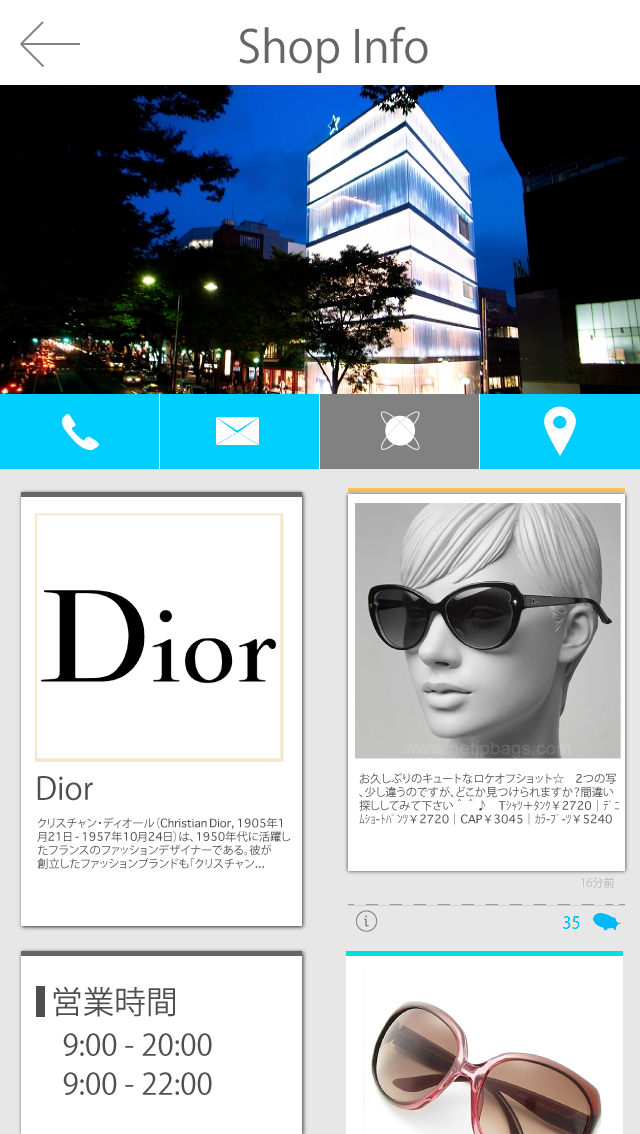 Shop Info
Dior
Dior
クリスチャン・ディオール(Christian Dior, 1905年1
月21日 - 1957年10月24日)は、1950年代に活躍し
たフランスのファッションデザイナーである。彼が
創立したファッションブランドも「クリスチャン...
営業時間
9:00 - 20:00
9:00 - 22:00
www.netjpbags.com
お久しぶりのキュートなロケオフショット☆　2つの写
、少し違うのですが、どこか見つけられますか?間違い
探ししてみて下さい＾＾♪　Tｼｬﾂ＋ﾀﾝｸ￥2720｜ﾃﾞﾆ
ﾑｼｮｰﾄﾊﾟﾝﾂ￥2720｜CAP￥3045｜ｶﾗｰﾌﾞｰﾂ￥5240
16分前
35